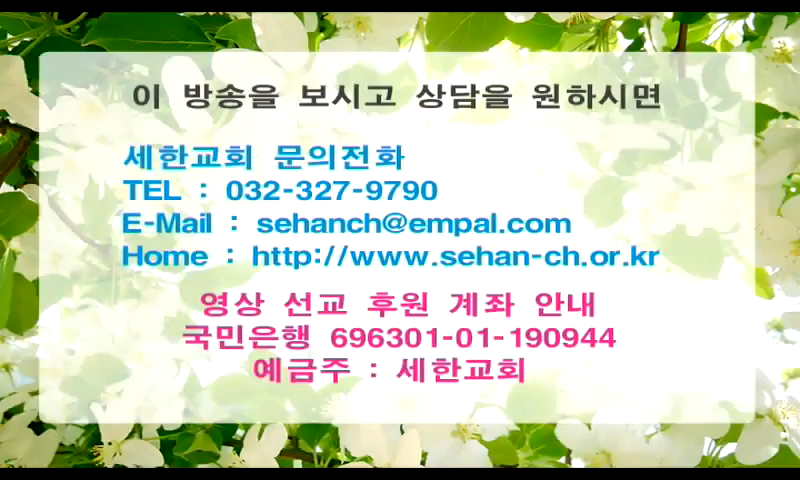 이 방송을 보시고 상담을 원하시면
세한교회 문의전화
TEL : 032-327-9790
E-Mail : sehanch@empal.com
Home : http://www.sehan-ch.or.kr
영상 선교 후원 계좌 안내
국민은행 696301-01-190944
예금주 : 세한교회